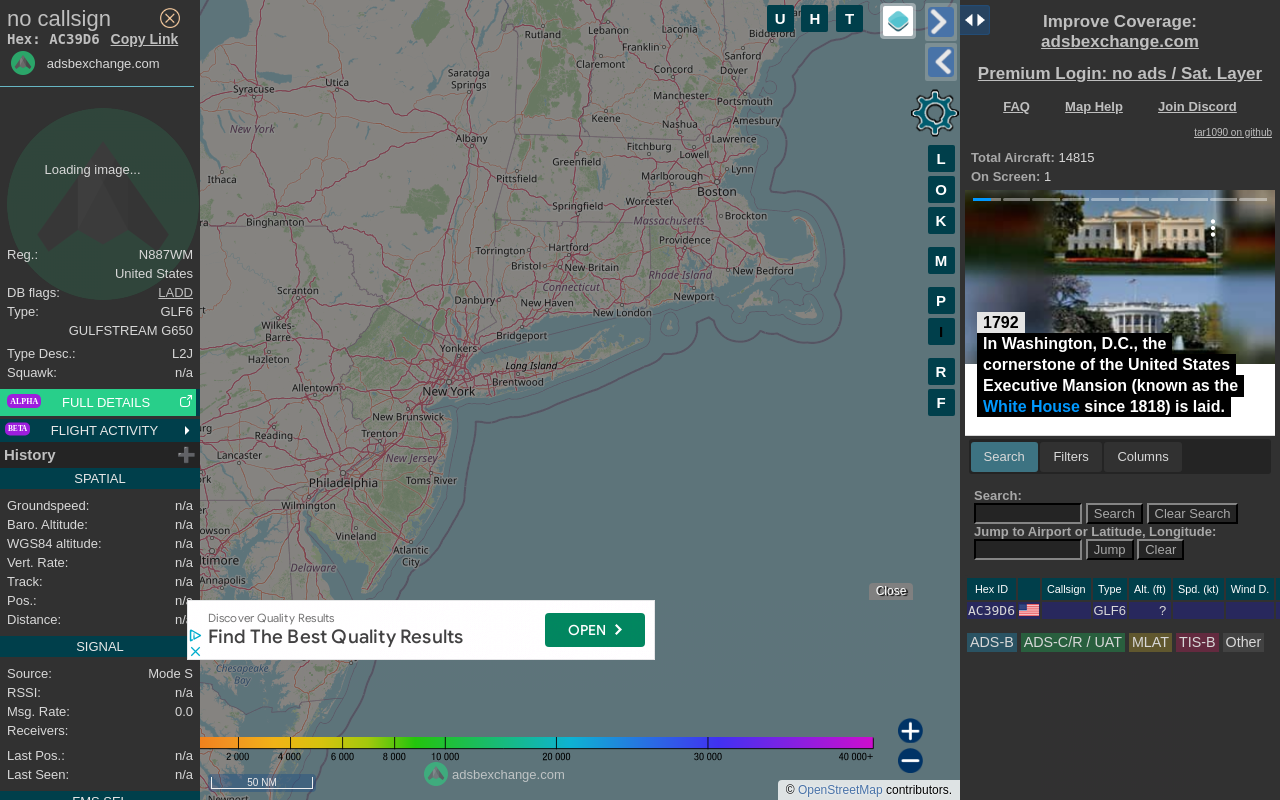 no callsign
Hex: AC39D6 Copy Link
adsbexchange.com
Loading image...
Reg.: N887WM
United States
DB flags: LADD
Type: GLF6
GULFSTREAM G650
Type Desc.: L2J
Squawk: n/a
ALPHA FULL DETAILS
BETA FLIGHT ACTIVITY
History
SPATIAL
Groundspeed: n/a
Baro. Altitude: n/a
WGS84 altitude: n/a
Vert. Rate: n/a
Track: n/a
Pos.: n/a
Distance: n/a
SIGNAL
Source: Mode S
RSSI: n/a
Msg. Rate: 0.0
Receivers:
Last Pos.: n/a
Last Seen: n/a
FMS SEL
U H T
L
O
K
M
P
I
R
F
Rutland
Lebanon
Laconia
Biddeford
Franklin
Sanford
Claremont
Concord
Dover
Saratoga
Springs
Utica
Syracuse
Manchester
Portsmouth
Keene
Nashua
Amesbury
New York
Albany
Lawrence
Fitchburg
Lowell
Greenfield
Lynn
Ithaca
Pittsfield
Marlborough
Boston
Worcester
Springfield
Massachusetts
Brockton
Binghamton
Providence
Torrington
Hartford
Bristol
New Britain
New Bedford
Rhode Island
Connecticut
Scranton
Danbury
New Haven
Newport
New London
Wilkes-
Barre
Bridgeport
Hazleton
Yonkers
Long Island
Brentwood
Allentown
New York
New Brunswick
Reading
Trenton
Lancaster
New Jersey
Philadelphia
Toms River
Wilmington
Vineland
Atlantic
City
Delaware
Annapolis
Chesapeake
Bay
Close
Discover Quality Results
Find The Best Quality Results
OPEN
2 000 4 000 6 000 8 000 10 000 20 000 30 000 40 000+
50 NM
adsbexchange.com
© OpenStreetMap contributors.
Improve Coverage:
adsbexchange.com
Premium Login: no ads / Sat. Layer
FAQ Map Help Join Discord
tar1090 on github
Total Aircraft: 14815
On Screen: 1
1792
In Washington, D.C., the
cornerstone of the United States
Executive Mansion (known as the
White House since 1818) is laid.
Search Filters Columns
Search:
Search Clear Search
Jump to Airport or Latitude, Longitude:
Jump Clear
Hex ID Callsign Type Alt. (ft) Spd. (kt) Wind D.
AC39D6 GLF6 ?
ADS-B ADS-C/R / UAT MLAT TIS-B Other